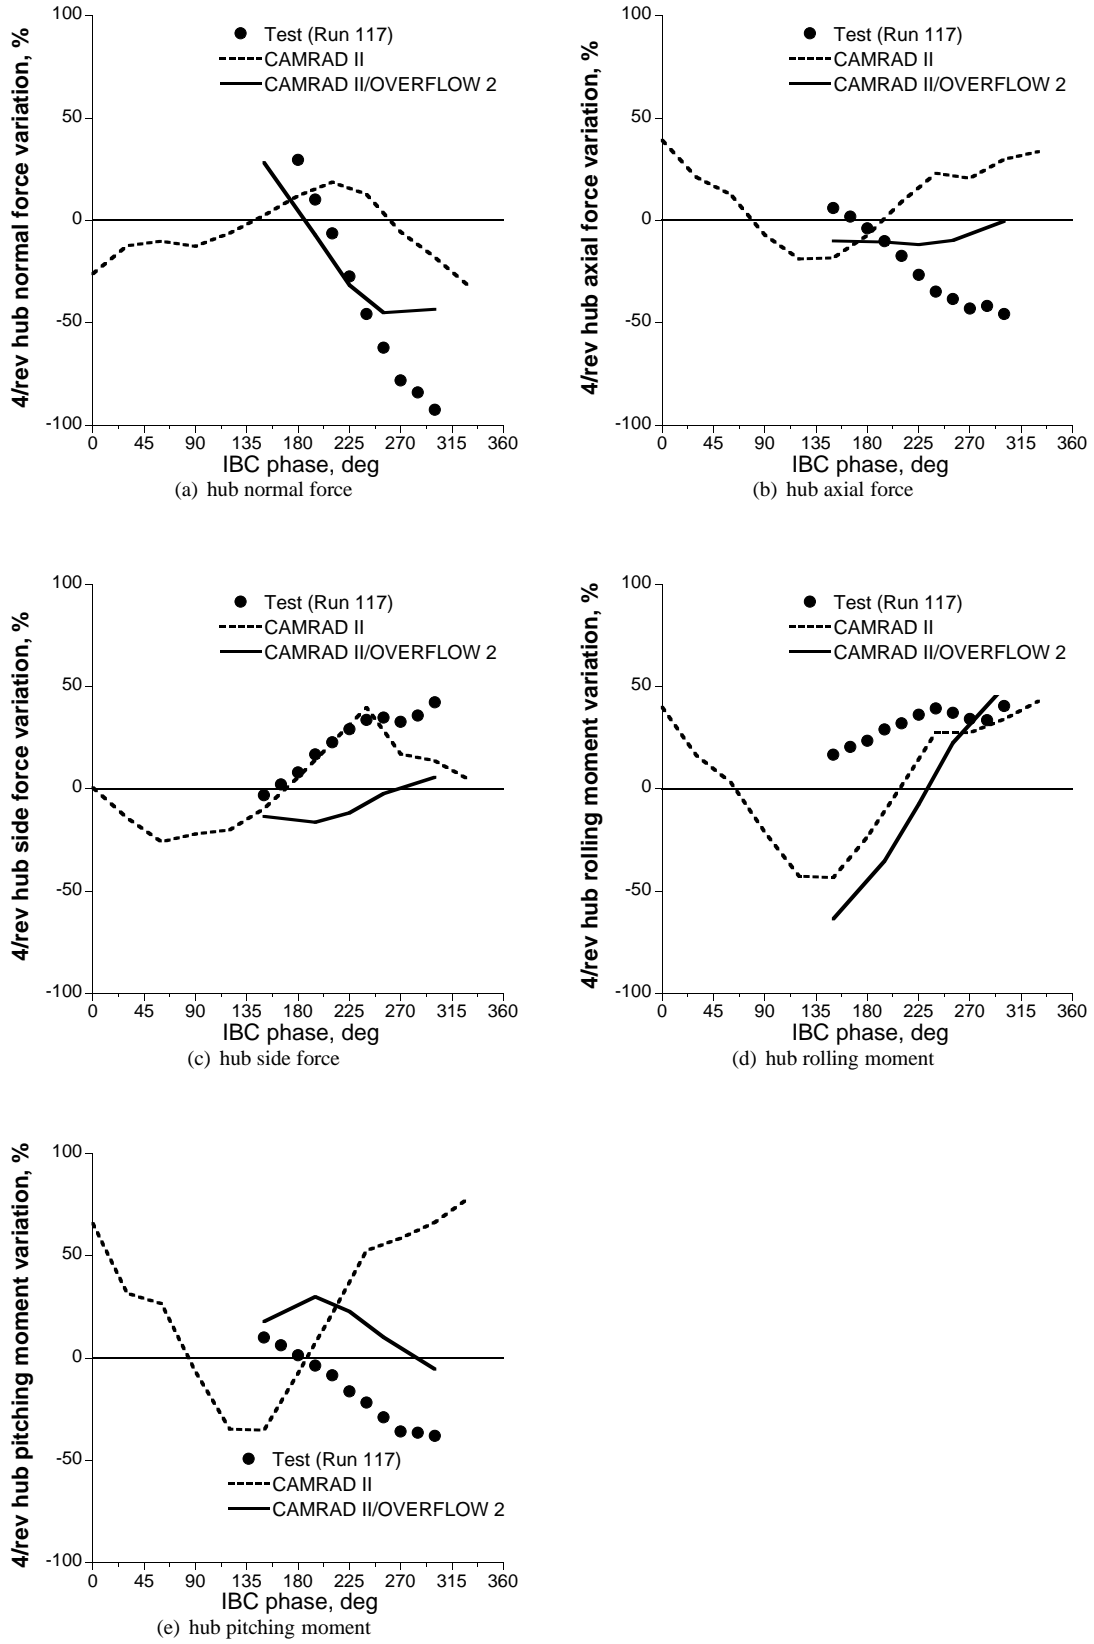 4/rev hub normal force variation, %
100
50
0
-50
-100
Test (Run 117)
CAMRAD II
CAMRAD II/OVERFLOW 2
0 45 90 135 180 225 270 315 360
IBC phase, deg
(a) hub normal force
4/rev hub axial force variation, %
100
50
0
-50
-100
Test (Run 117)
CAMRAD II
CAMRAD II/OVERFLOW 2
0 45 90 135 180 225 270 315 360
IBC phase, deg
(b) hub axial force
4/rev hub side force variation, %
100
50
0
-50
-100
Test (Run 117)
CAMRAD II
CAMRAD II/OVERFLOW 2
0 45 90 135 180 225 270 315 360
IBC phase, deg
(c) hub side force
4/rev hub rolling moment variation, %
100
50
0
-50
-100
Test (Run 117)
CAMRAD II
CAMRAD II/OVERFLOW 2
0 45 90 135 180 225 270 315 360
IBC phase, deg
(d) hub rolling moment
4/rev hub pitching moment variation, %
100
50
0
-50
-100
Test (Run 117)
CAMRAD II
CAMRAD II/OVERFLOW 2
0 45 90 135 180 225 270 315 360
IBC phase, deg
(e) hub pitching moment